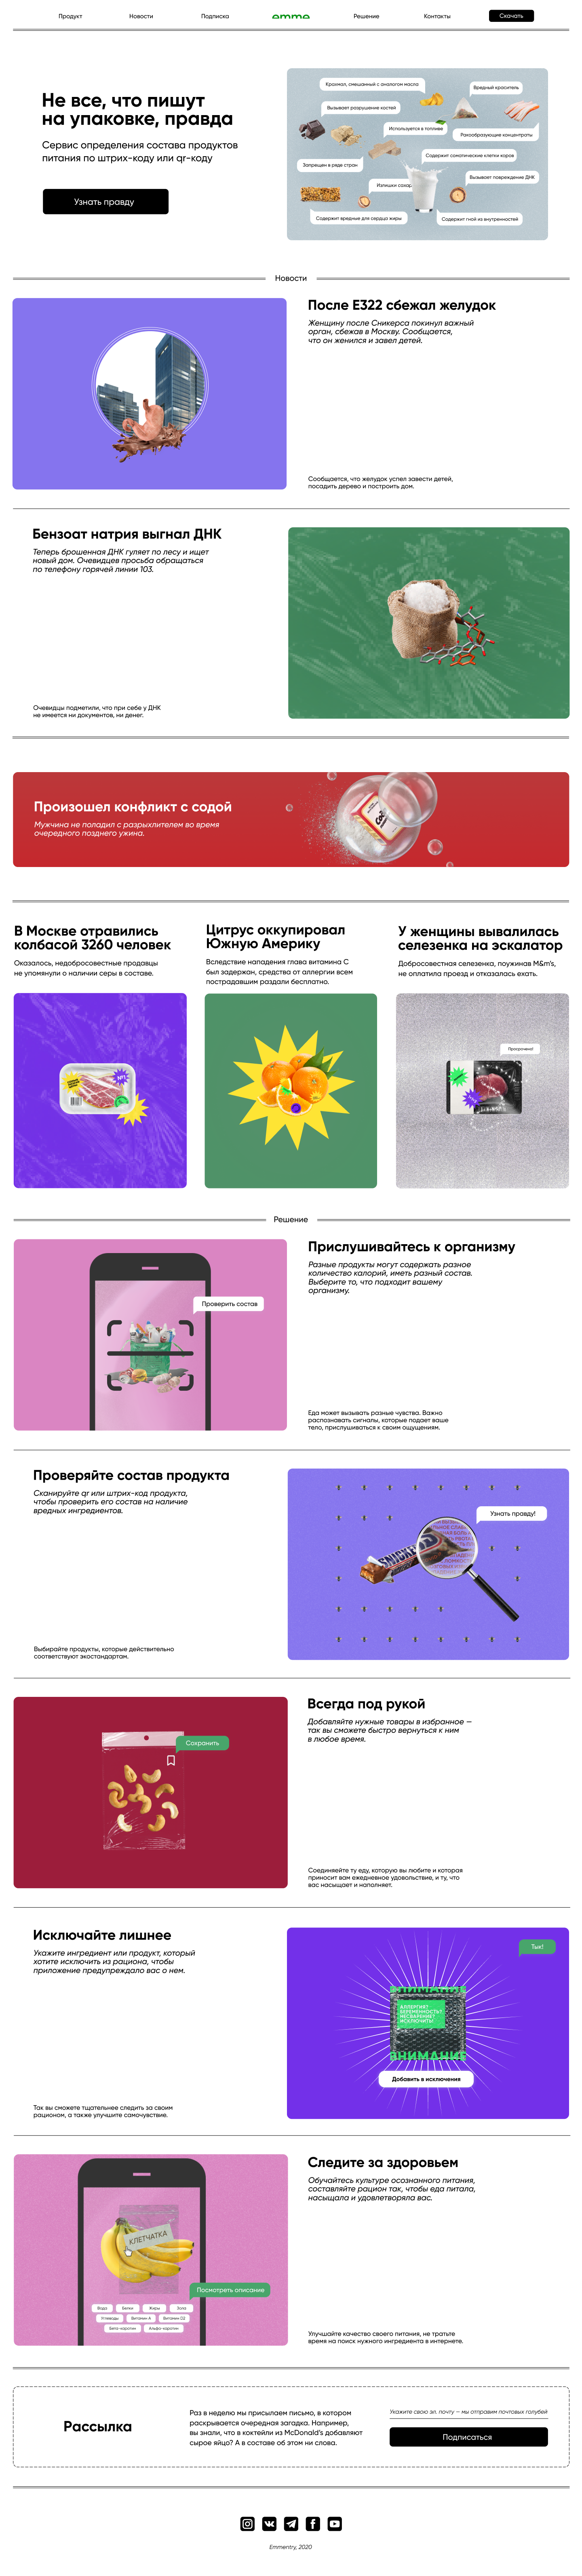 Продукт
Новости
Подписка
emme
Решение
Контакты
Скачать
Не все, что пишут
на упаковке, правда
Сервис определения состава продуктов
питания по штрих-коду или qr-коду
Узнать правду
Крахмал, смешанный с аналогом масла
Вредный краситель
Вызывает разрушение костей
Используется в топливе
Ракообразующие концентраты
Содержит соматические клетки коров
Запрещен в ряде стран
Вызывает повреждение ДНК
Излишки сахар
Содержит вредные для сердца жиры
Содержит гной из внутренностей
Новости
После Е322 сбежал желудок
Женщину после Сникерса покинул важный
орган, сбежав в Москву. Сообщается,
что он женился и завел детей.
Сообщается, что желудок успел завести детей,
посадить дерево и построить дом.
Бензоат натрия выгнал ДНК
Теперь брошенная ДНК гуляет по лесу и ищет
новый дом. Очевидцев просьба обращаться
по телефону горячей линии 103.
Очевидцы подметили, что при себе у ДНК
не имеется ни документов, ни денег.
Произошел конфликт с содой
Мужчина не поладил с разрыхлителем во время
очередного позднего ужина.
В Москве отравились
колбасой 3260 человек
Оказалось, недобросовестные продавцы
не упомянули о наличии серы в составе.
Цитрус оккупировал
Южную Америку
Вследствие нападения глава витамина С
был задержан, средства от аллергии всем
пострадавшим раздали бесплатно.
У женщины вывалилась
селезенка на эскалатор
Добросовестная селезенка, поужинав M&m's,
не оплатила проезд и отказалась ехать.
№1
Просрочено!
Решение
Прислушивайтесь к организму
Разные продукты могут содержать разное
количество калорий, иметь разный состав.
Выберите то, что подходит вашему
организму.
Проверить состав
Еда может вызывать разные чувства. Важно
распознавать сигналы, которые подает ваше
тело, прислушиваться к своим ощущениям.
Проверяйте состав продукта
Сканируйте qr или штрих-код продукта,
чтобы проверить его состав на наличие
вредных ингредиентов.
Узнать правду!
SNICKERS
Выбирайте продукты, которые действительно
соответствуют экостандартам.
Всегда под рукой
Добавляйте нужные товары в избранное —
так вы сможете быстро вернуться к ним
в любое время.
Сохранить
Соединяйте ту еду, которую вы любите и которая
приносит вам ежедневное удовольствие, и ту, что
вас насыщает и наполняет.
Исключайте лишнее
Укажите ингредиент или продукт, который
хотите исключить из рациона, чтобы
приложение предупреждало вас о нем.
Тык!
ВНИМАНИЕ
АЛЛЕРГИЯ?
БЕРЕМЕННОСТЬ?
НЕСВАРЕНИЕ?
ИСКЛЮЧИТЬ!
ВНИМАНИЕ
Добавить в исключения
Так вы сможете тщательнее следить за своим
рационом, а также улучшите самочувствие.
Следите за здоровьем
Обучайтесь культуре осознанного питания,
составляйте рацион так, чтобы еда питала,
насыщала и удовлетворяла вас.
КЛЕТЧАТКА
Посмотреть описание
Вода
Белки
Жиры
Зола
Углеводы
Витамин А
Витамин D2
Бета-каротин
Альфа-каротин
Улучшайте качество своего питания, не тратьте
время на поиск нужного ингредиента в интернете.
Рассылка
Раз в неделю мы присылаем письмо, в котором
раскрывается очередная загадка. Например,
вы знали, что в коктейли из McDonald's добавляют
сырое яйцо? А в составе об этом ни слова.
Укажите свою эл. почту — мы отправим почтовых голубей
Подписаться
Emmentry, 2020